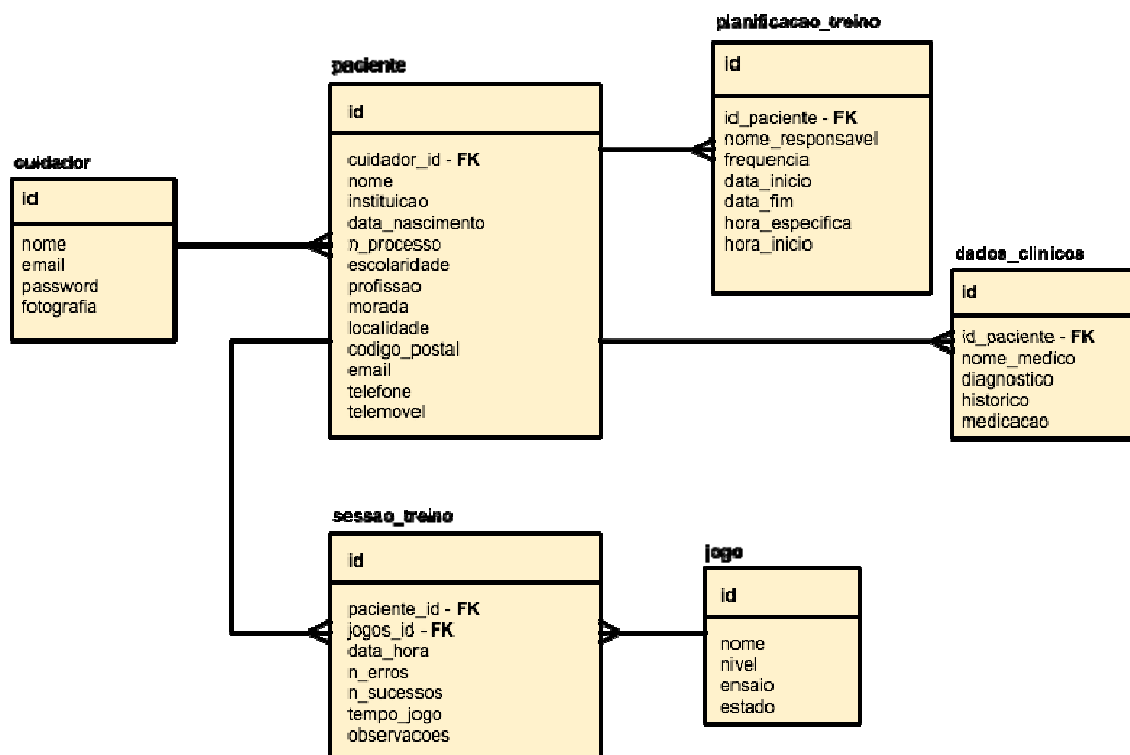 planificacao_treino
id
id_paciente - FK
nome_responsavel
frequencia
data_inicio
data_fim
hora_especifica
hora_inicio
paciente
id
cuidador_id - FK
nome
instituicao
data_nascimento
n_processo
escolaridade
profissao
morada
localidade
codigo_postal
email
telefone
telemovel
cuidador
id
nome
email
password
fotografia
dados_clinicos
id
id_paciente - FK
nome_medico
diagnostico
historico
medicacao
sessao_treino
id
paciente_id - FK
jogos_id - FK
data_hora
n_erros
n_sucessos
tempo_jogo
observacoes
jogo
id
nome
nivel
ensaio
estado